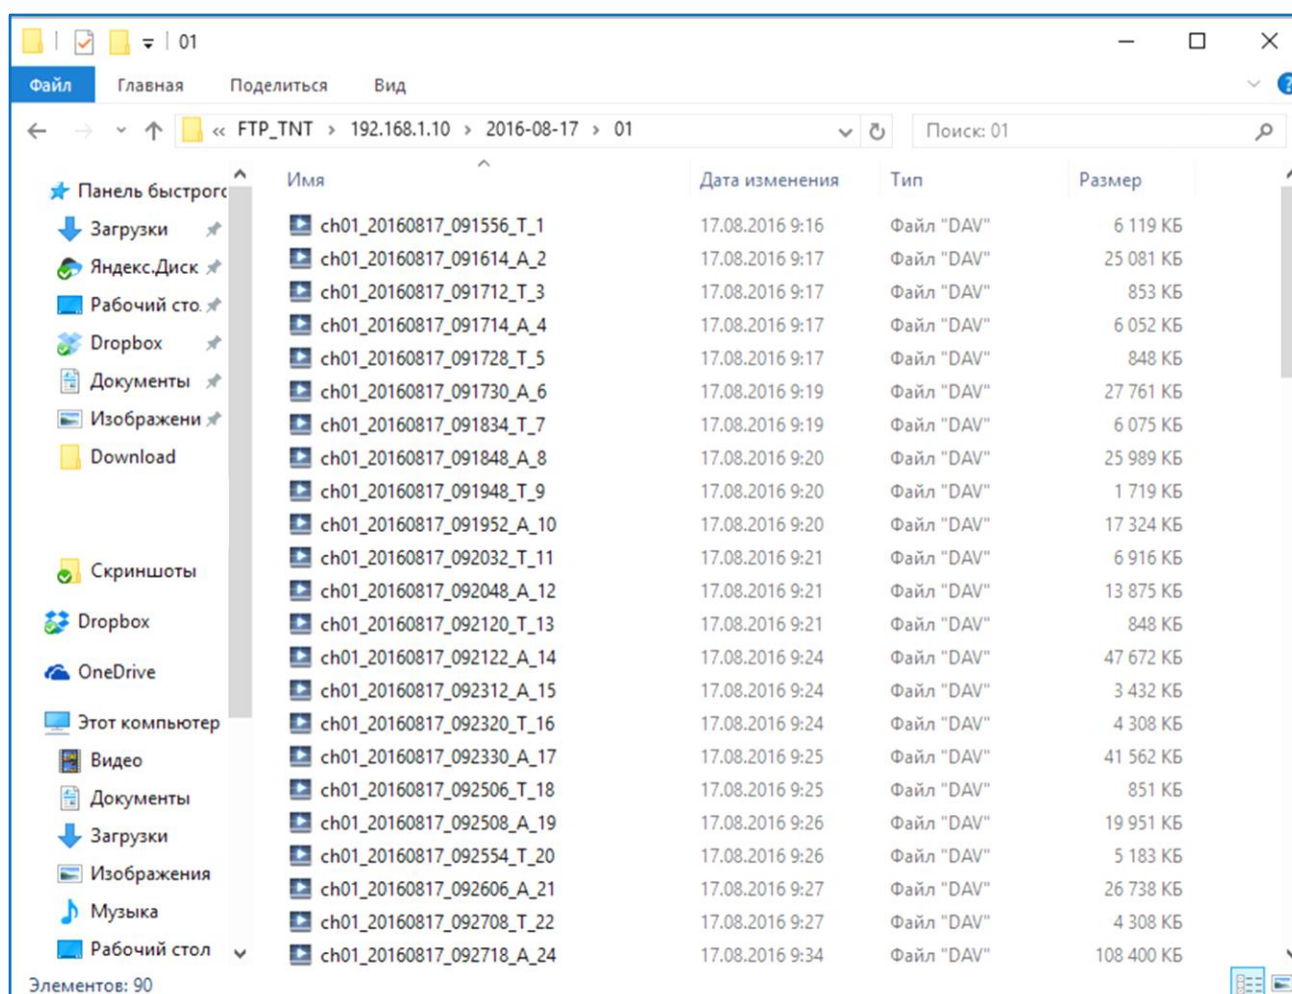 01
Файл Главная Поделиться Вид
« FTP_TNT › 192.168.1.10 › 2016-08-17 › 01 Поиск: 01
Панель быстрого
Загрузки
Яндекс.Диск
Рабочий сто
Dropbox
Документы
Изображени
Download
Скриншоты
Dropbox
OneDrive
Этот компьютер
Видео
Документы
Загрузки
Изображения
Музыка
Рабочий стол
Имя Дата изменения Тип Размер
ch01_20160817_091556_T_1 17.08.2016 9:16 Файл "DAV" 6 119 КБ
ch01_20160817_091614_A_2 17.08.2016 9:17 Файл "DAV" 25 081 КБ
ch01_20160817_091712_T_3 17.08.2016 9:17 Файл "DAV" 853 КБ
ch01_20160817_091714_A_4 17.08.2016 9:17 Файл "DAV" 6 052 КБ
ch01_20160817_091728_T_5 17.08.2016 9:17 Файл "DAV" 848 КБ
ch01_20160817_091730_A_6 17.08.2016 9:19 Файл "DAV" 27 761 КБ
ch01_20160817_091834_T_7 17.08.2016 9:19 Файл "DAV" 6 075 КБ
ch01_20160817_091848_A_8 17.08.2016 9:20 Файл "DAV" 25 989 КБ
ch01_20160817_091948_T_9 17.08.2016 9:20 Файл "DAV" 1 719 КБ
ch01_20160817_091952_A_10 17.08.2016 9:20 Файл "DAV" 17 324 КБ
ch01_20160817_092032_T_11 17.08.2016 9:21 Файл "DAV" 6 916 КБ
ch01_20160817_092048_A_12 17.08.2016 9:21 Файл "DAV" 13 875 КБ
ch01_20160817_092120_T_13 17.08.2016 9:21 Файл "DAV" 848 КБ
ch01_20160817_092122_A_14 17.08.2016 9:24 Файл "DAV" 47 672 КБ
ch01_20160817_092312_A_15 17.08.2016 9:24 Файл "DAV" 3 432 КБ
ch01_20160817_092320_T_16 17.08.2016 9:24 Файл "DAV" 4 308 КБ
ch01_20160817_092330_A_17 17.08.2016 9:25 Файл "DAV" 41 562 КБ
ch01_20160817_092506_T_18 17.08.2016 9:25 Файл "DAV" 851 КБ
ch01_20160817_092508_A_19 17.08.2016 9:26 Файл "DAV" 19 951 КБ
ch01_20160817_092554_T_20 17.08.2016 9:26 Файл "DAV" 5 183 КБ
ch01_20160817_092606_A_21 17.08.2016 9:27 Файл "DAV" 26 738 КБ
ch01_20160817_092708_T_22 17.08.2016 9:27 Файл "DAV" 4 308 КБ
ch01_20160817_092718_A_24 17.08.2016 9:34 Файл "DAV" 108 400 КБ
Элементов: 90